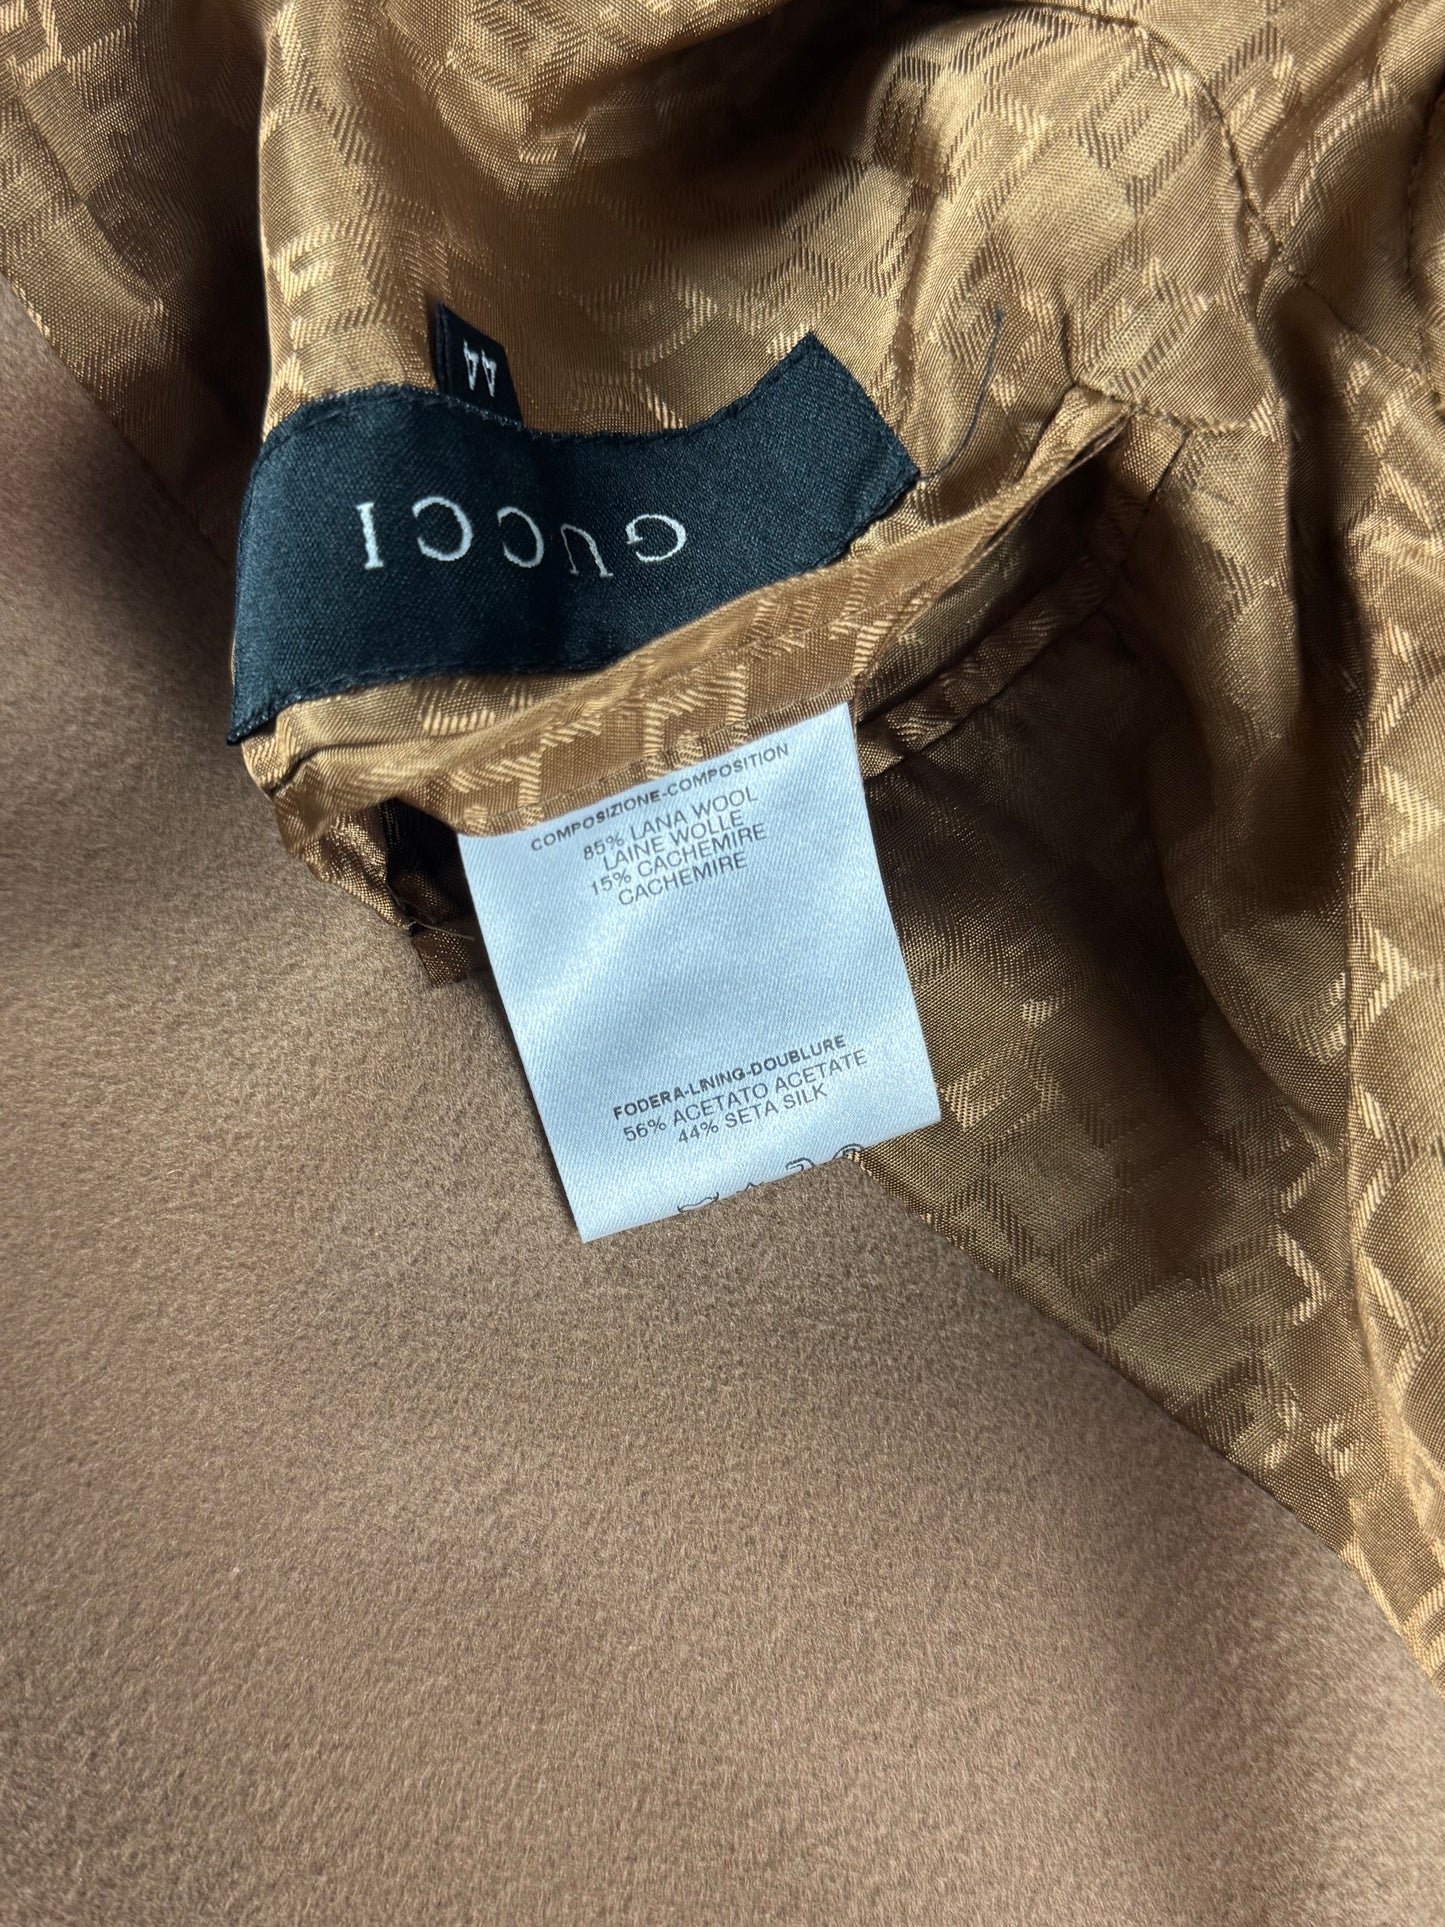 44
GUCCI
COMPOSIZIONE-COMPOSITION
85% LANA WOOL
LAINE WOLLE
15% CACHEMIRE
CACHEMIRE
FODERA-LINING-DOUBLURE
56% ACETATO ACETATE
44% SETA SILK